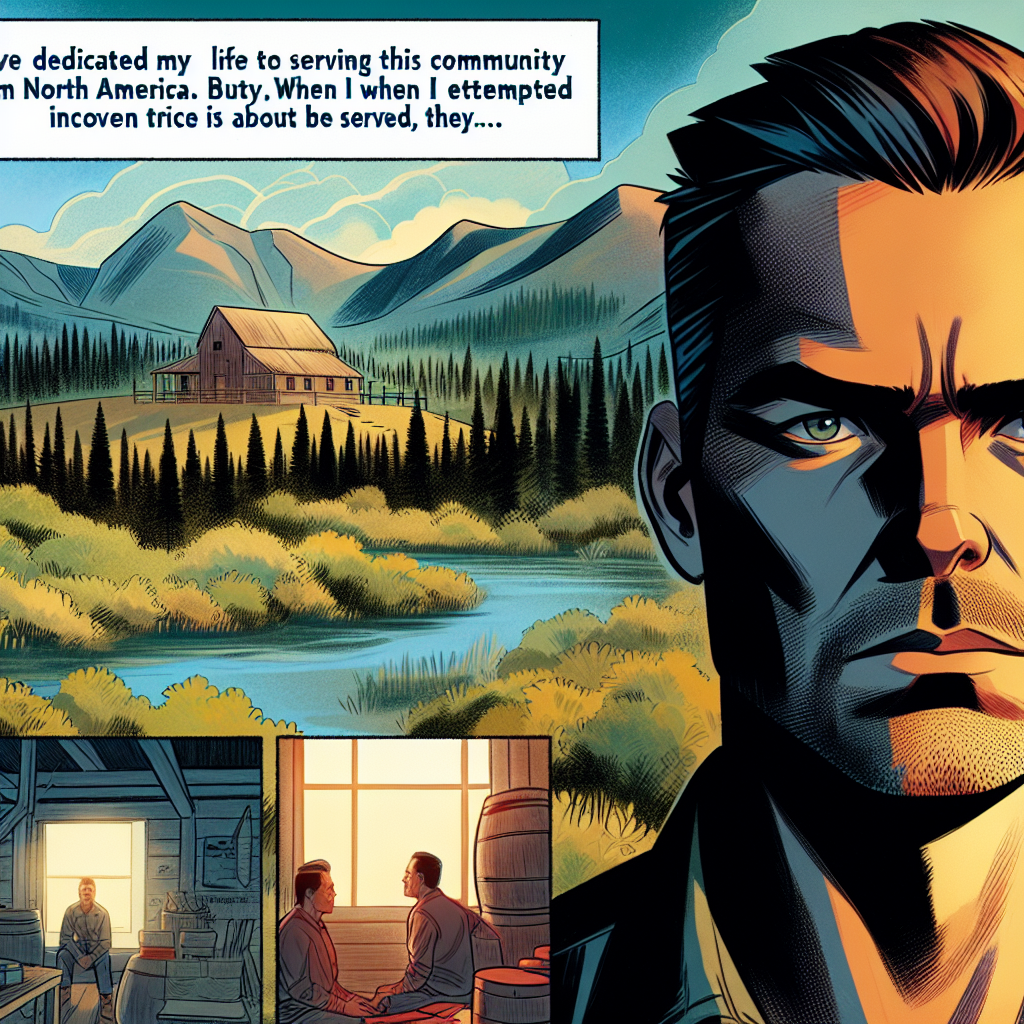 ve dedicated my life to serving this community
m North America. Buty, When I when I ettempted
incoven trice is about be served, they....